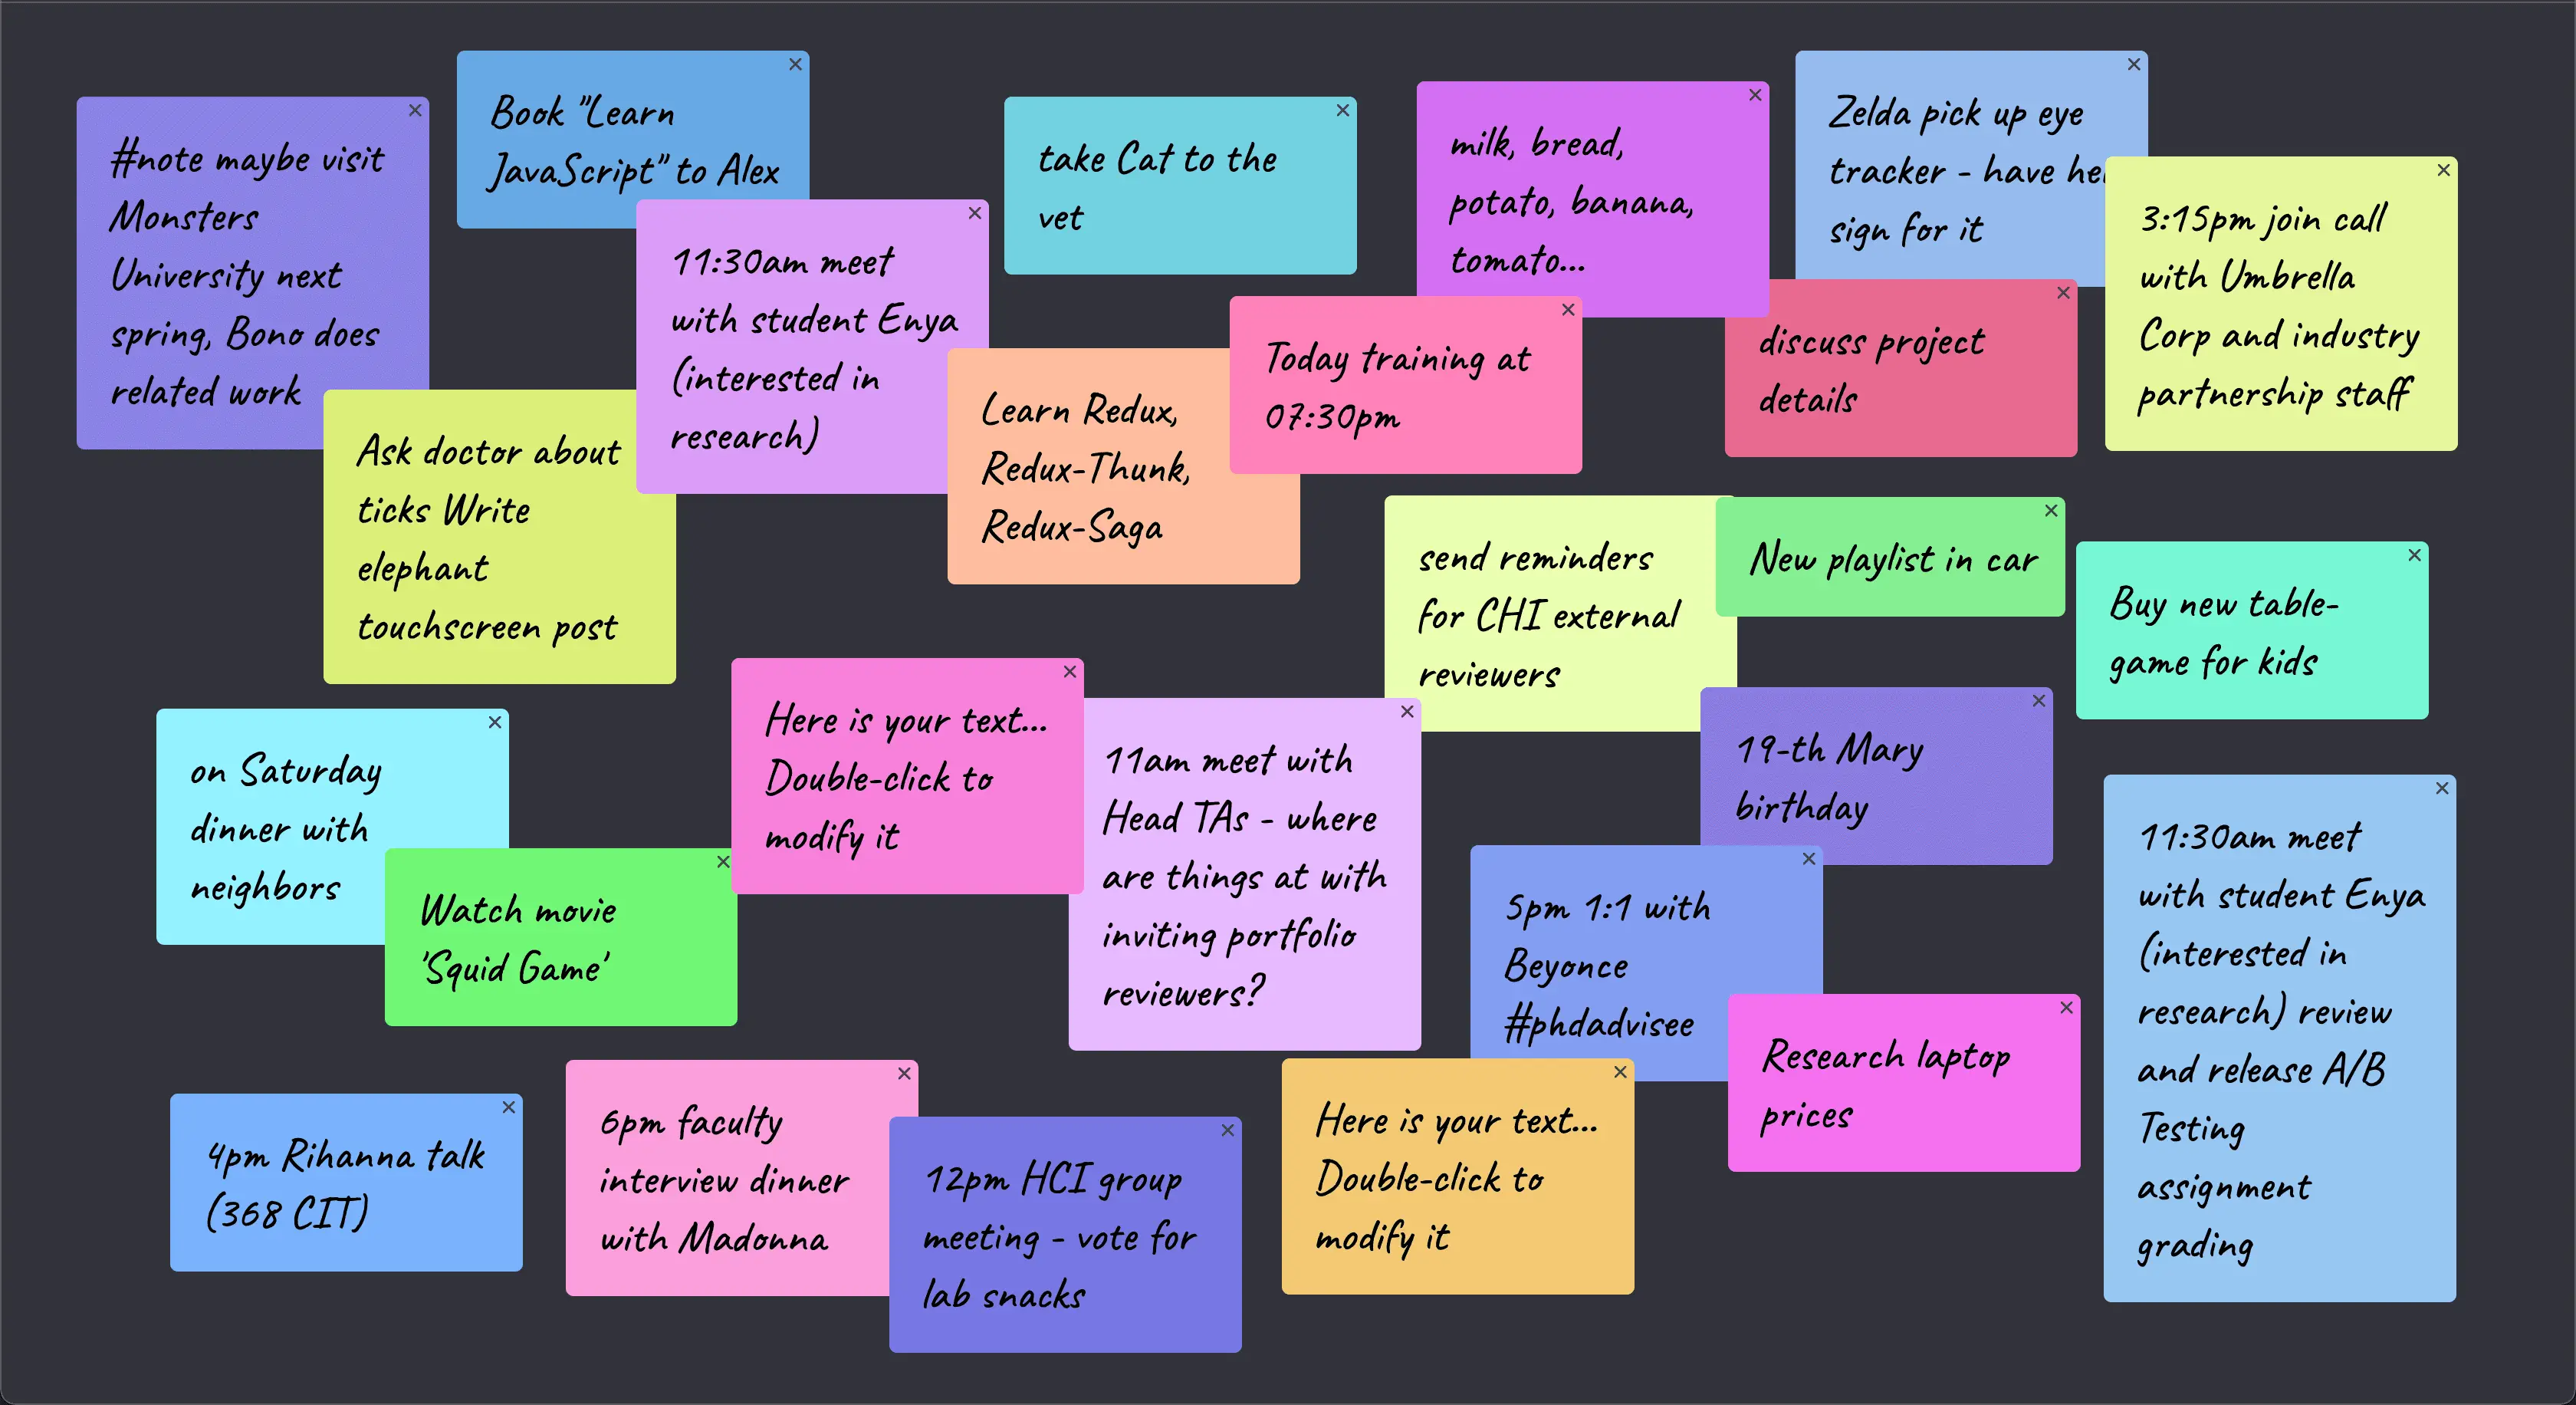 #note maybe visit
Monsters
University next
spring, Bono does
related work
Book "Learn
JavaScript" to Alex
11:30am meet
with student Enya
(interested in
research)
take Cat to the
vet
milk, bread,
potato, banana,
tomato...
Zelda pick up eye
tracker - have
sign for it
3:15pm join call
with Umbrella
Corp and industry
partnership staff
discuss project
details
Today training at
07:30pm
Learn Redux,
Redux-Thunk,
Redux-Saga
Ask doctor about
ticks Write
elephant
touchscreen post
send reminders
for CHI external
reviewers
New playlist in car
Buy new table-
game for kids
on Saturday
dinner with
neighbors
Watch movie
'Squid Game'
Here is your text...
Double-click to
modify it
11am meet with
Head TAs - where
are things at with
inviting portfolio
reviewers?
19-th Mary
birthday
5pm 1:1 with
Beyonce
#phdadvisee
Research laptop
prices
11:30am meet
with student Enya
(interested in
research) review
and release A/B
Testing
assignment
grading
4pm Rihanna talk
(368 CIT)
6pm faculty
interview dinner
with Madonna
12pm HCI group
meeting - vote for
lab snacks
Here is your text...
Double-click to
modify it